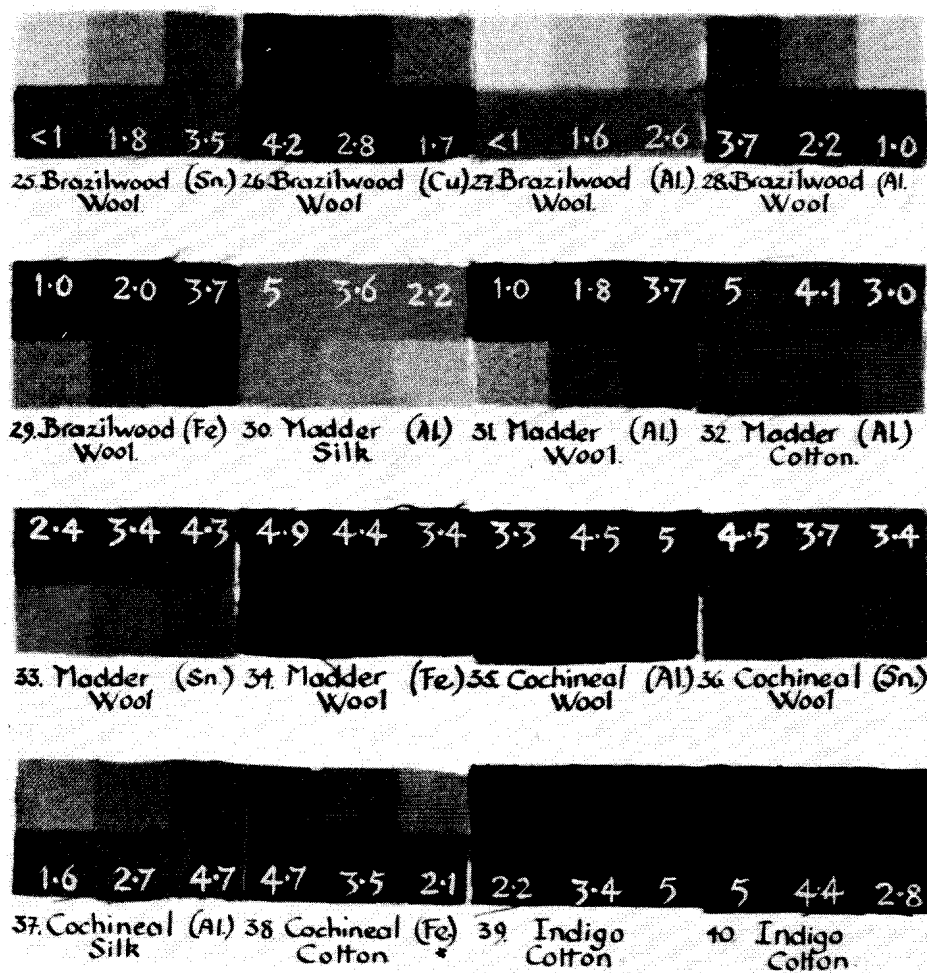 <1 1·8 3·5 4·2 2·8 1·7 <1 1·6 2·6 3·7 2·2 1·0
25. Brazilwood (Sn.) 26. Brazilwood (Cu) 27. Brazilwood (Al.) 28. Brazilwood (Al.
Wool. Wool Wool. Wool
1·0 2·0 3·7 5 3·6 2·2 1·0 1·8 3·7 5 4·1 3·0
29. Brazilwood (Fe) 30. Madder (Al.) 31. Madder (Al.) 32. Madder (Al)
Wool. Silk Wool. Cotton.
2·4 3·4 4·3 4·9 4·4 3·4 3·3 4·5 5 4·5 3·7 3·4
33. Madder (Sn.) 34. Madder (Fe) 35. Cochineal (Al.) 36. Cochineal (Sn.)
Wool Wool Wool Wool
1·6 2·7 4·7 4·7 3·5 2·1 2·2 3·4 5 5 4·4 2·8
37. Cochineal (Al.) 38 Cochineal (Fe) 39. Indigo 40. Indigo
Silk Cotton * Cotton Cotton